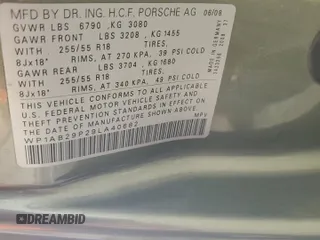 MFD BY DR. ING. H.C.F. PORSCHE AG 08/08
GVWR LBS 6790 ,KG 3080
GAWR FRONT LBS 3208 ,KG 1455
WITH 255/55 R18 TIRES,
8Jx18" RIMS, AT 270 KPA, 39 PSI COLD
GAWR REAR LBS 3704 ,KG 1680
WITH 255/55 R18 TIRES,
8Jx18" RIMS, AT 340 KPA, 49 PSI COLD
THIS VEHICLE CONFORMS TO ALL APPLICABLE
U.S. FEDERAL MOTOR VEHICLE SAFETY AND
THEFT PREVENTION STANDARDS IN EFFECT ON
THE DATE OF MANUFACTURE SHOWN ABOVE.
WP1AB29P29LA40682 MPV
DREAMBID